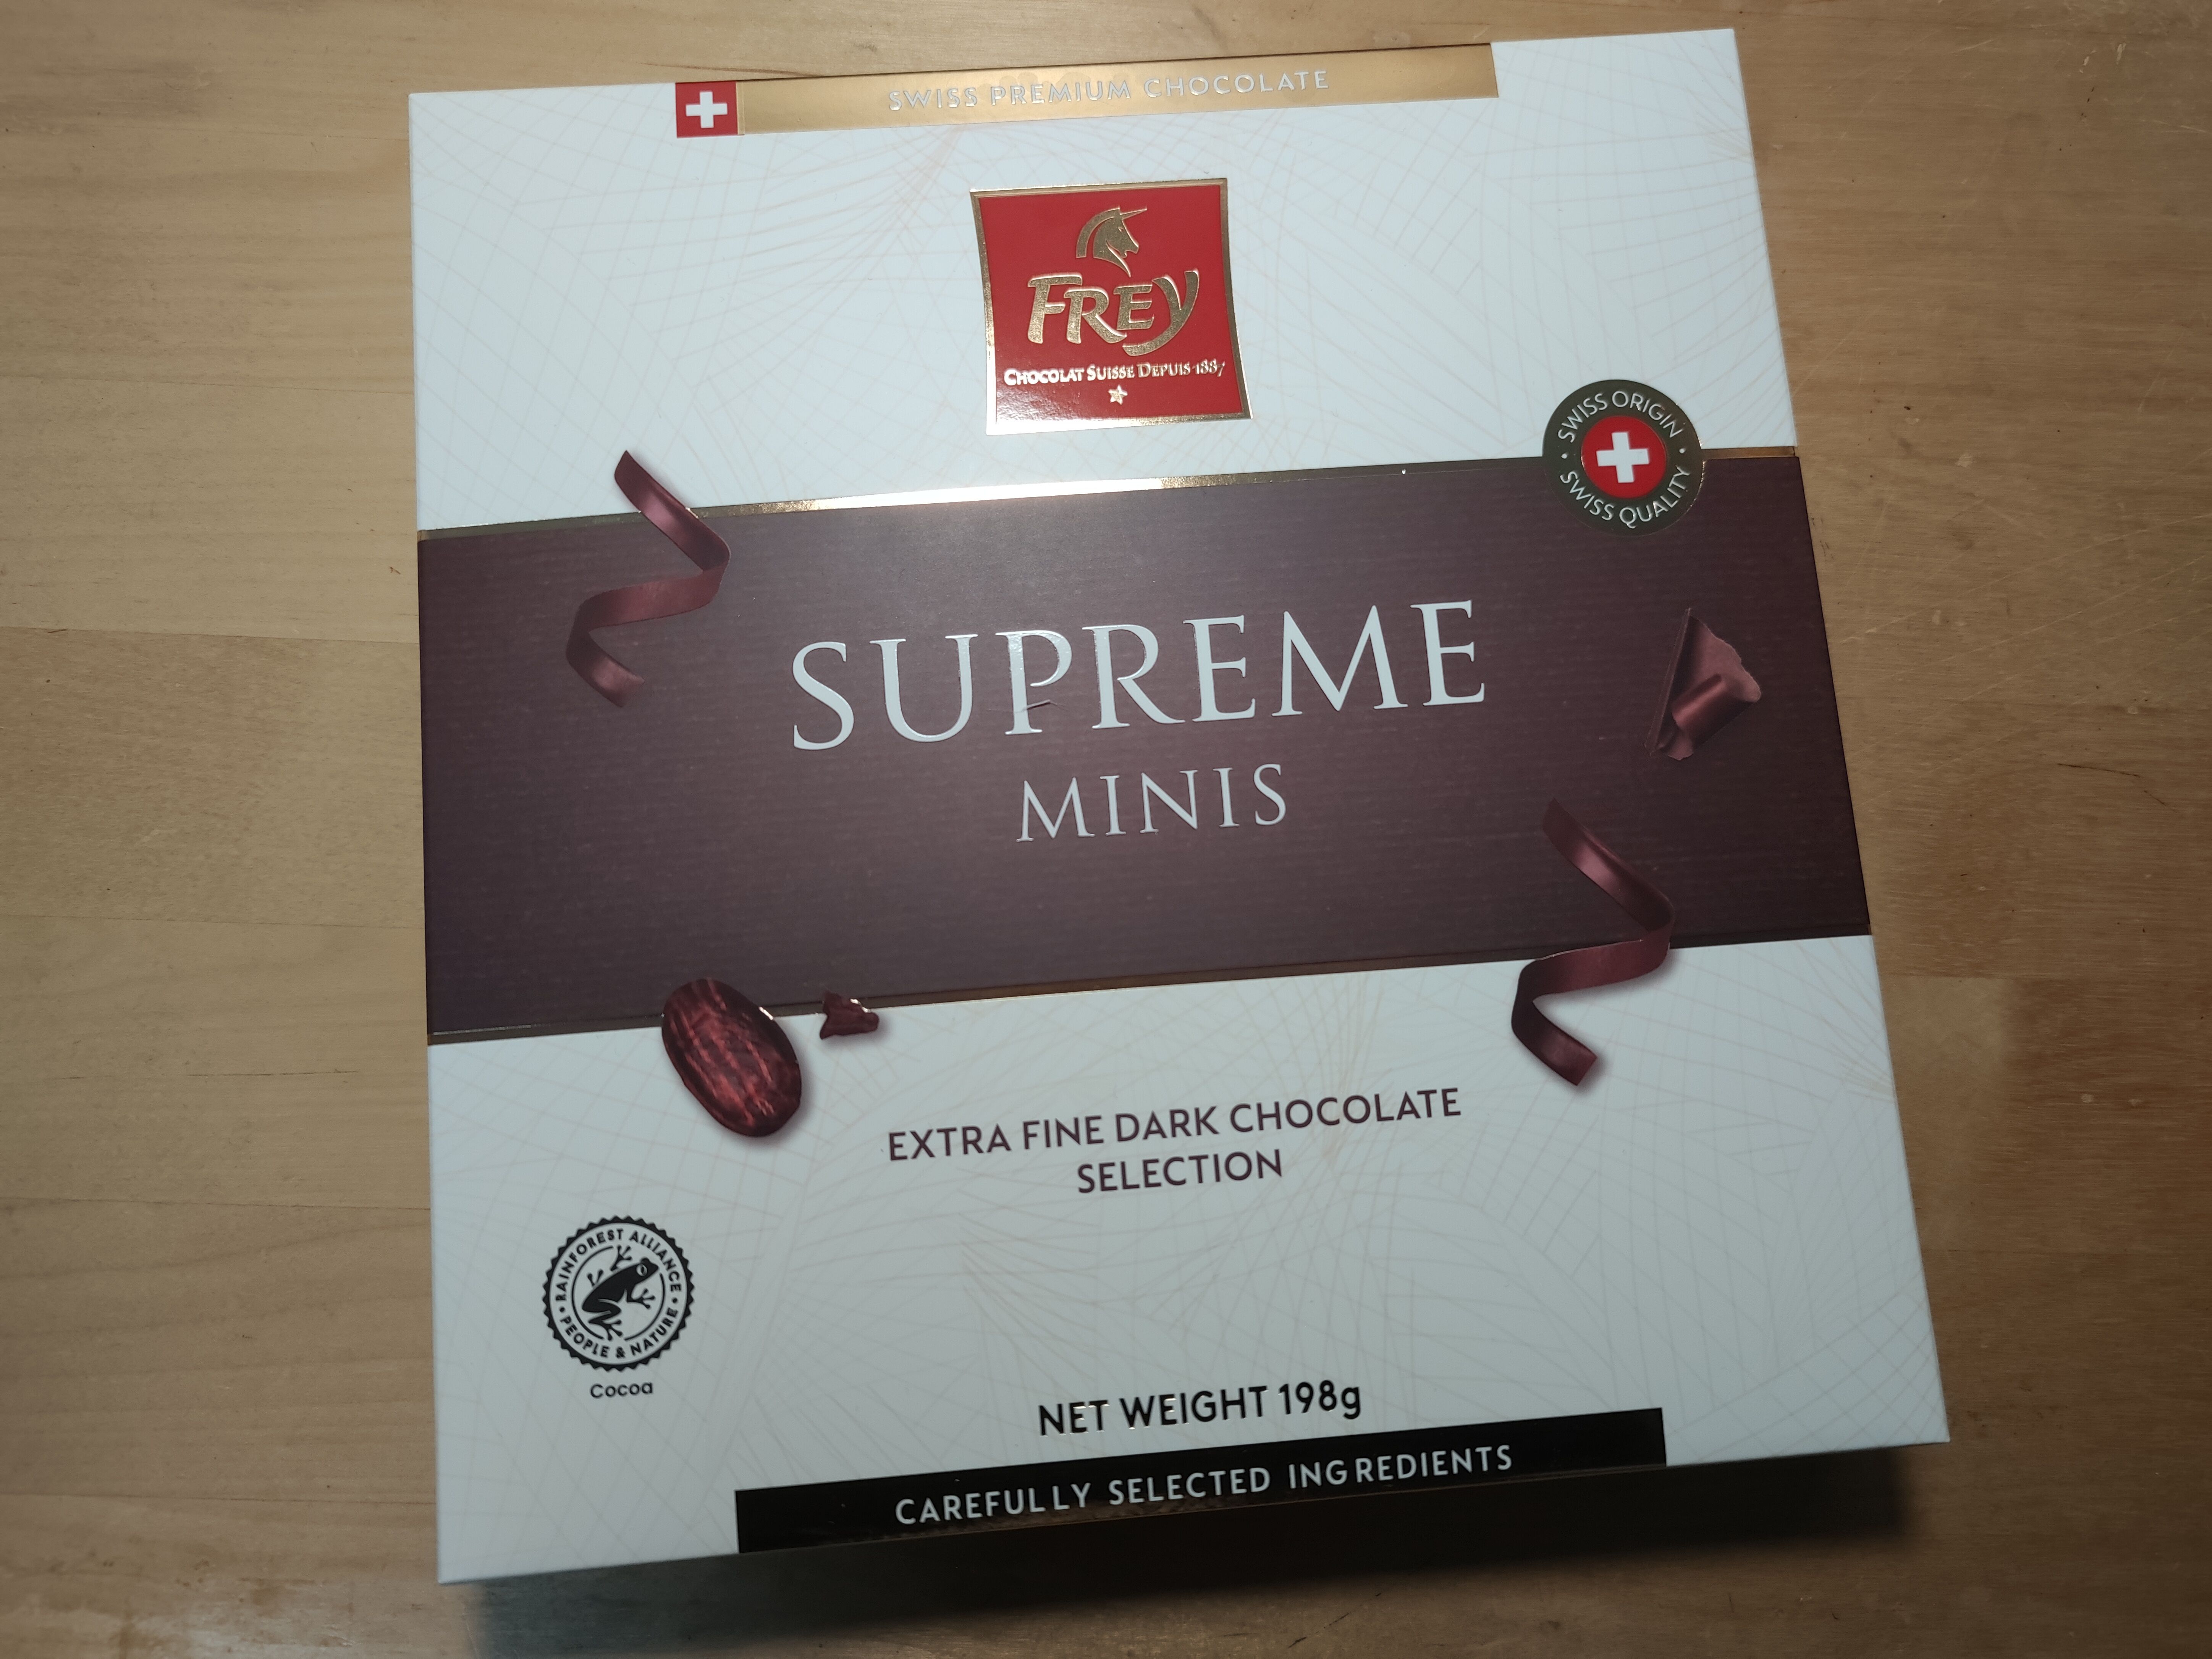 SWISS PREMIUM CHOCOLATE
FREY
CHOCOLAT SUISSE DEPUIS 1887
SWISS ORIGIN
SWISS QUALITY
SUPREME
MINIS
EXTRA FINE DARK CHOCOLATE
SELECTION
RAINFOREST ALLIANCE
PEOPLE & NATURE
Cocoa
NET WEIGHT 198g
CAREFULLY SELECTED INGREDIENTS